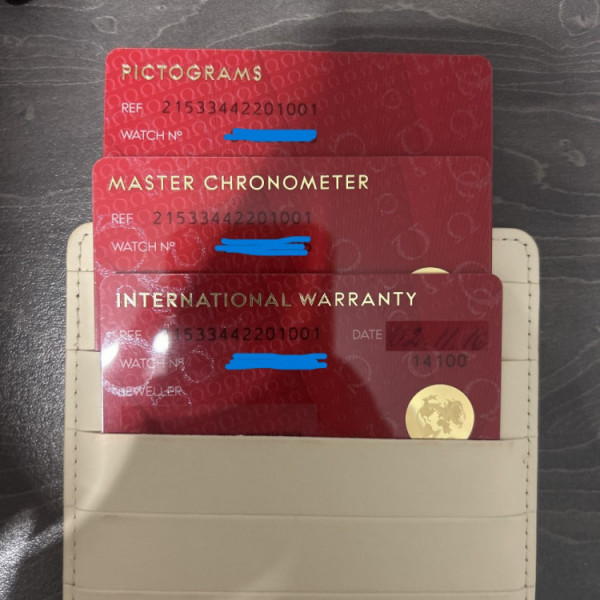 PICTOGRAMS
REF 21533442201001
WATCH Nº
MASTER CHRONOMETER
REF 21533442201001
WATCH Nº
INTERNATIONAL WARRANTY
REF 21533442201001 DATE
WATCH Nº 14100
JEWELLER